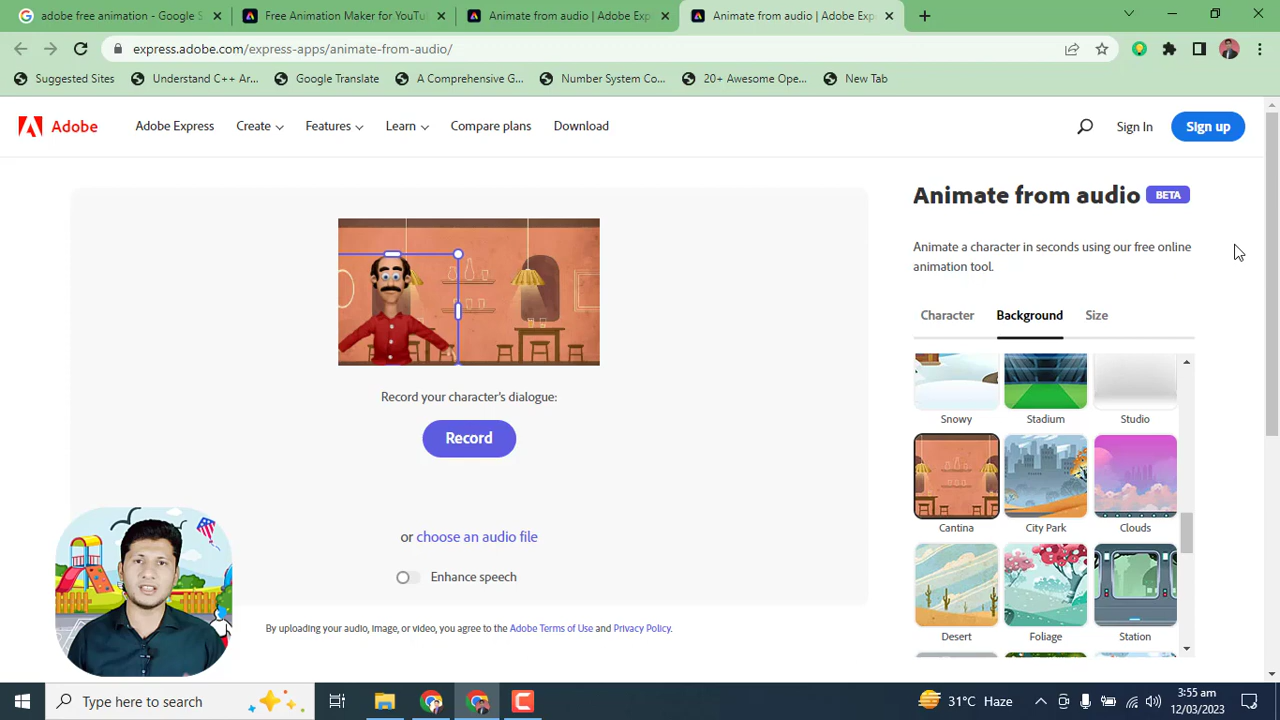 adobe free animation - Google S
Free Animation Maker for YouTu
Animate from audio | Adobe Exp
Animate from audio | Adobe Exp
express.adobe.com/express-apps/animate-from-audio/
Suggested Sites
Understand C++ Ar...
Google Translate
A Comprehensive G...
Number System Co...
20+ Awesome Ope...
New Tab
Adobe
Adobe Express
Create
Features
Learn
Compare plans
Download
Sign In
Sign up
Animate from audio BETA
Animate a character in seconds using our free online
animation tool.
Character
Background
Size
Record your character's dialogue:
Record
or choose an audio file
Enhance speech
By uploading your audio, image, or video, you agree to the Adobe Terms of Use and Privacy Policy.
Snowy
Stadium
Studio
Cantina
City Park
Clouds
Desert
Foliage
Station
Type here to search
31°C Haze
3:55 am
12/03/2023